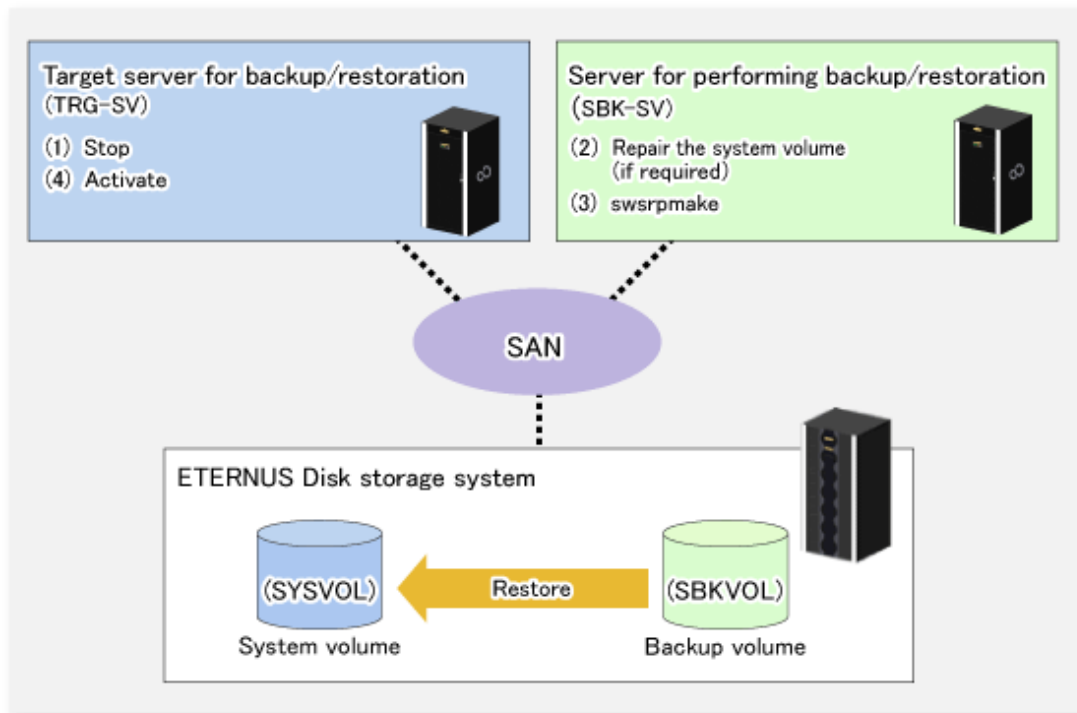 Target server for backup/restoration
(TRG-SV)
(1) Stop
(4) Activate
Server for performing backup/restoration
(SBK-SV)
(2) Repair the system volume
(if required)
(3) swsrpmake
SAN
ETERNUS Disk storage system
(SYSVOL)
Restore
(SBKVOL)
System volume
Backup volume